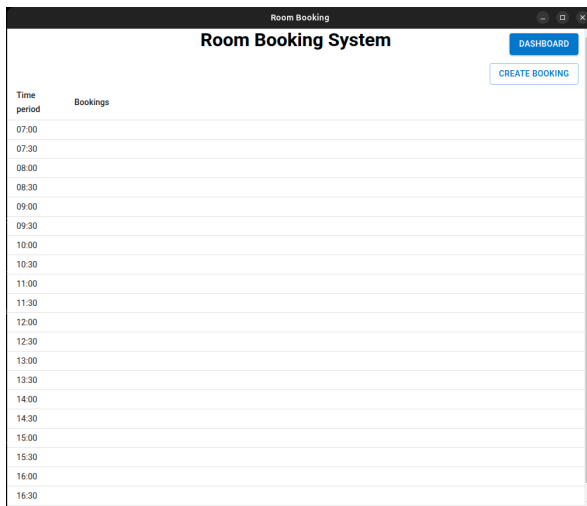 Room Booking
Room Booking System
DASHBOARD
CREATE BOOKING
Time
period
Bookings
07:00
07:30
08:00
08:30
09:00
09:30
10:00
10:30
11:00
11:30
12:00
12:30
13:00
13:30
14:00
14:30
15:00
15:30
16:00
16:30